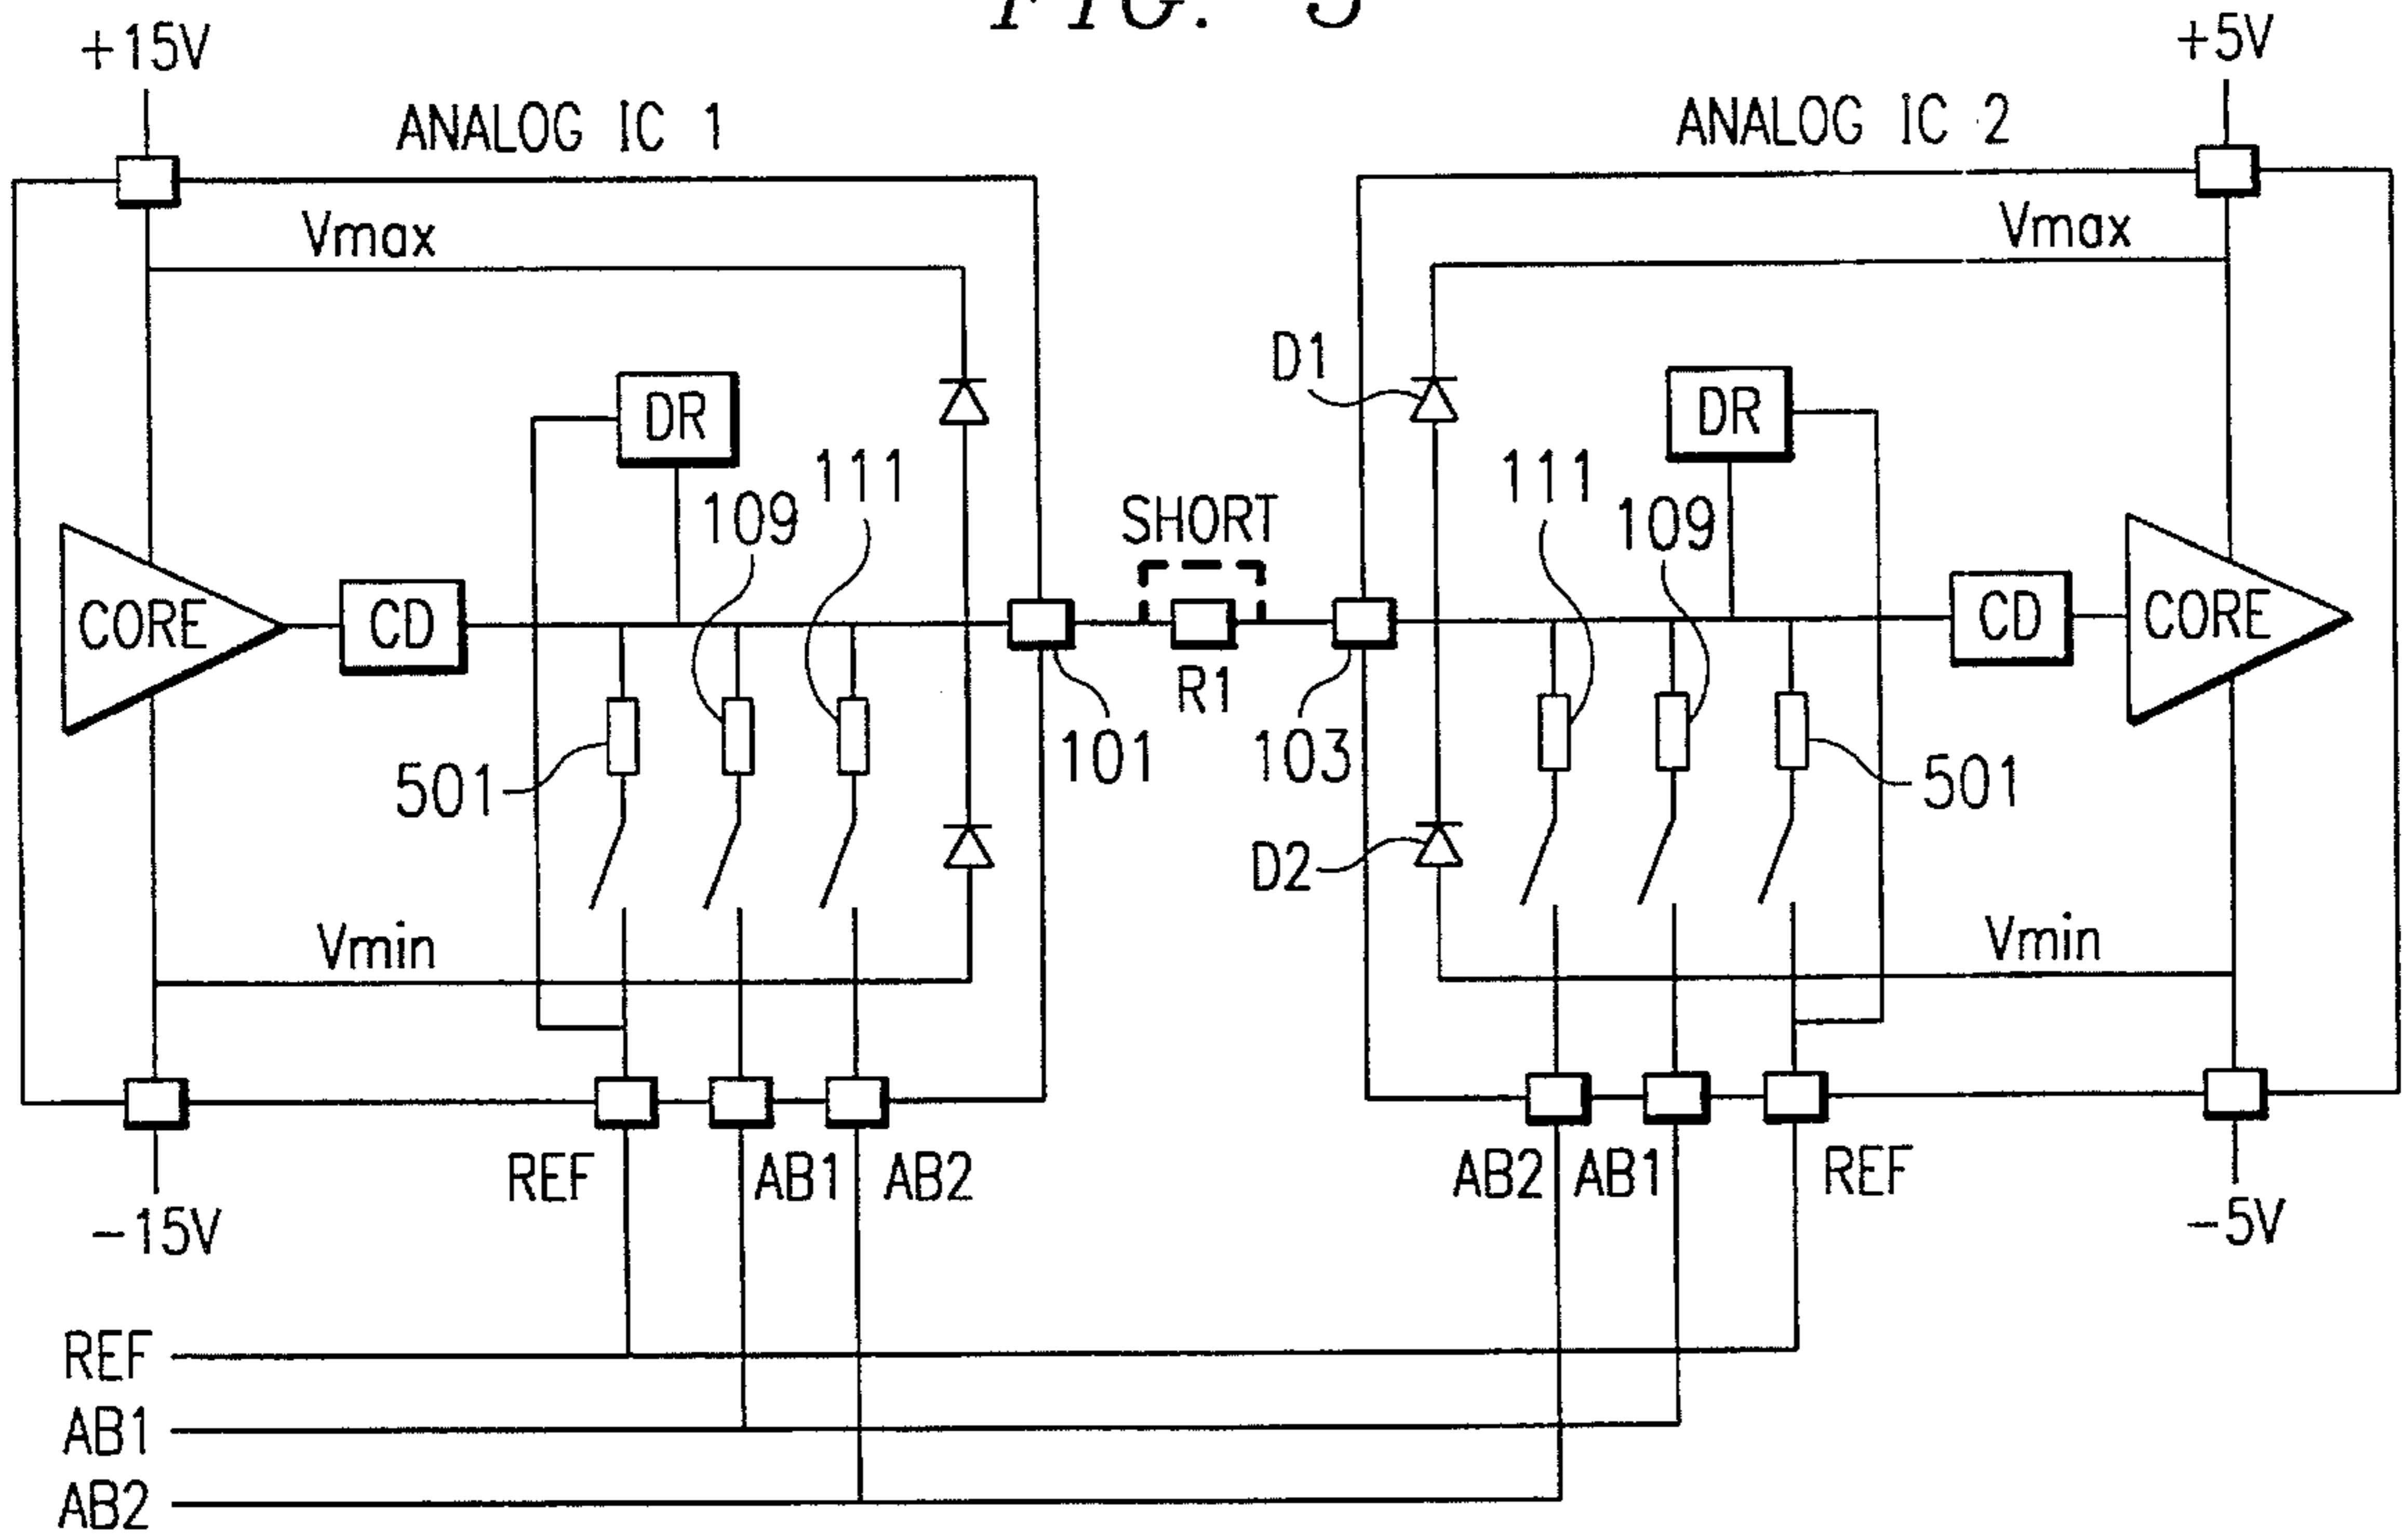 FIG.
+15V
+5V
ANALOG IC 1
ANALOG IC 2
Vmax
Vmax
D1
DR
DR
109
111
SHORT
111
109
CORE
CD
CD
CORE
R1
501
101
103
501
D2
Vmin
Vmin
REF
AB1
AB2
AB2
AB1
REF
-15V
-5V
REF
AB1
AB2